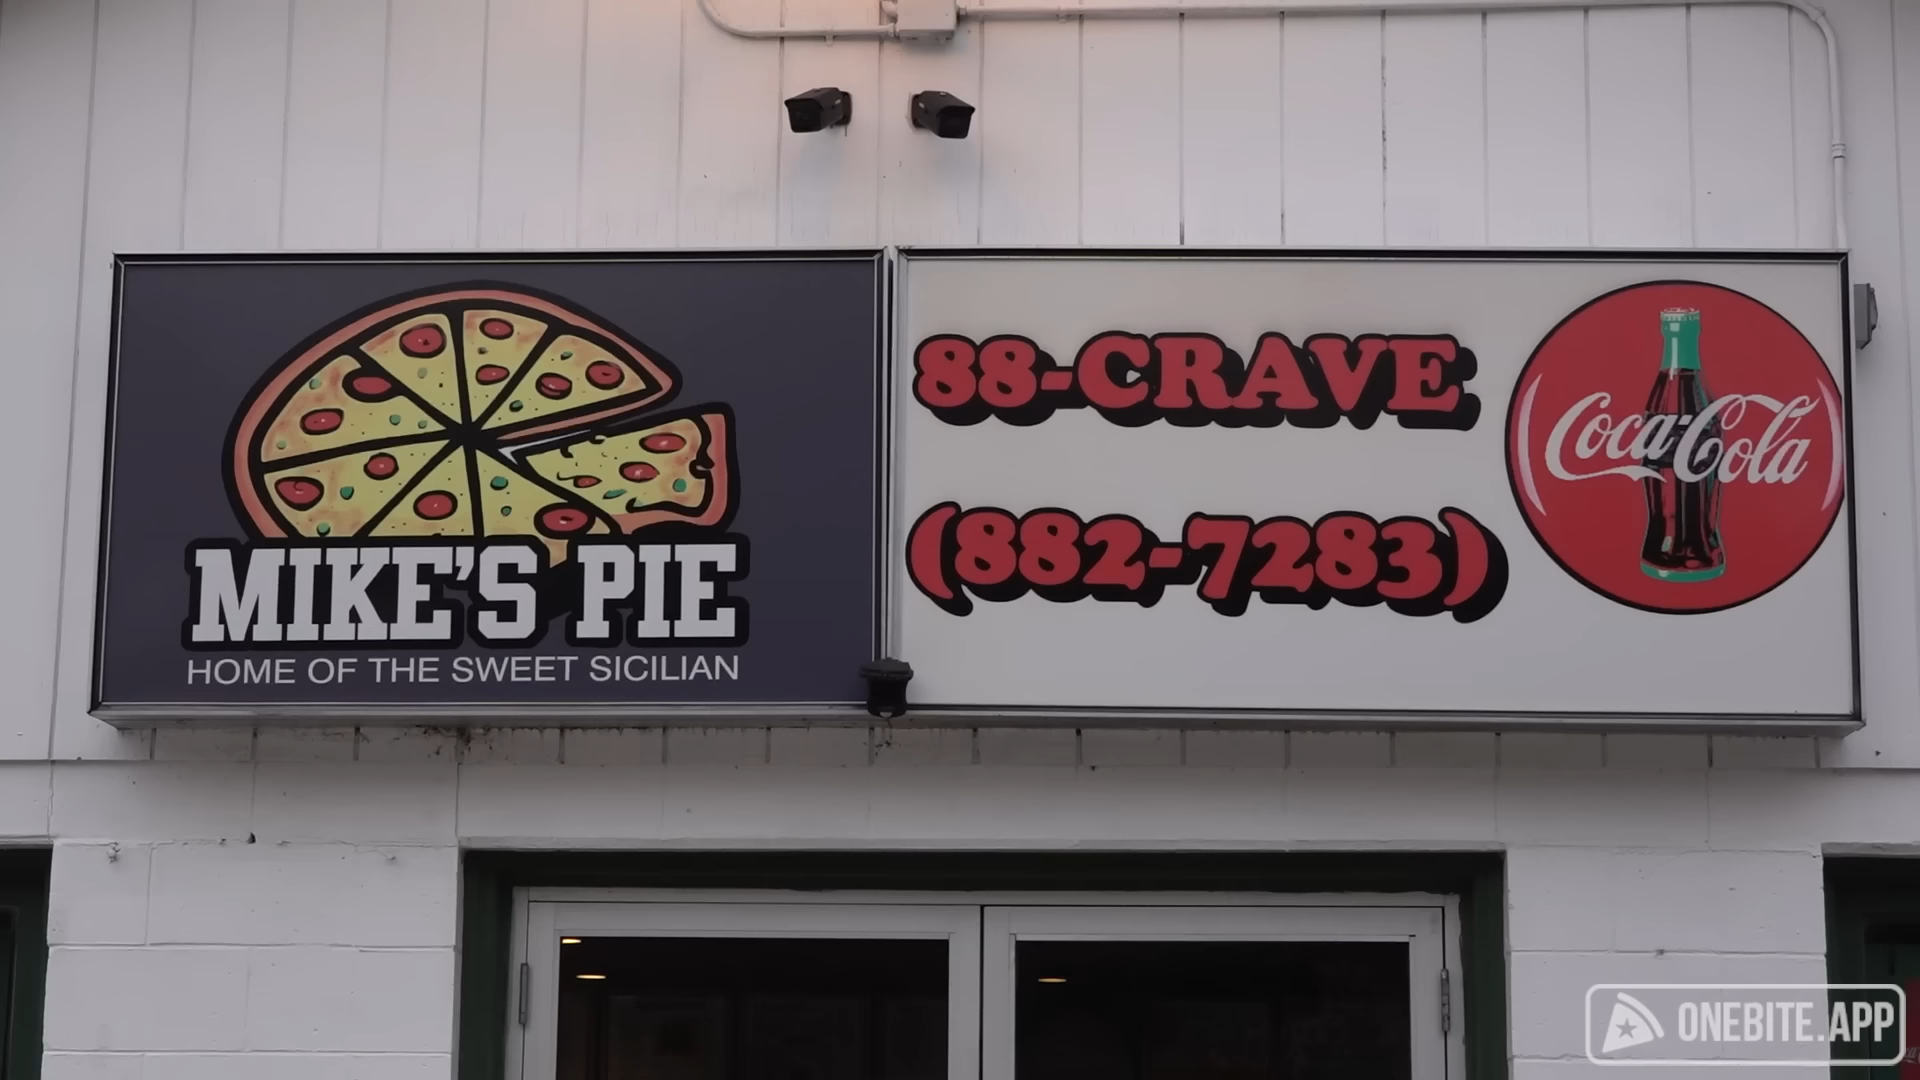 MIKE'S PIE
HOME OF THE SWEET SICILIAN
88-CRAVE
(882-7283)
Coca-Cola
ONEBITE.APP